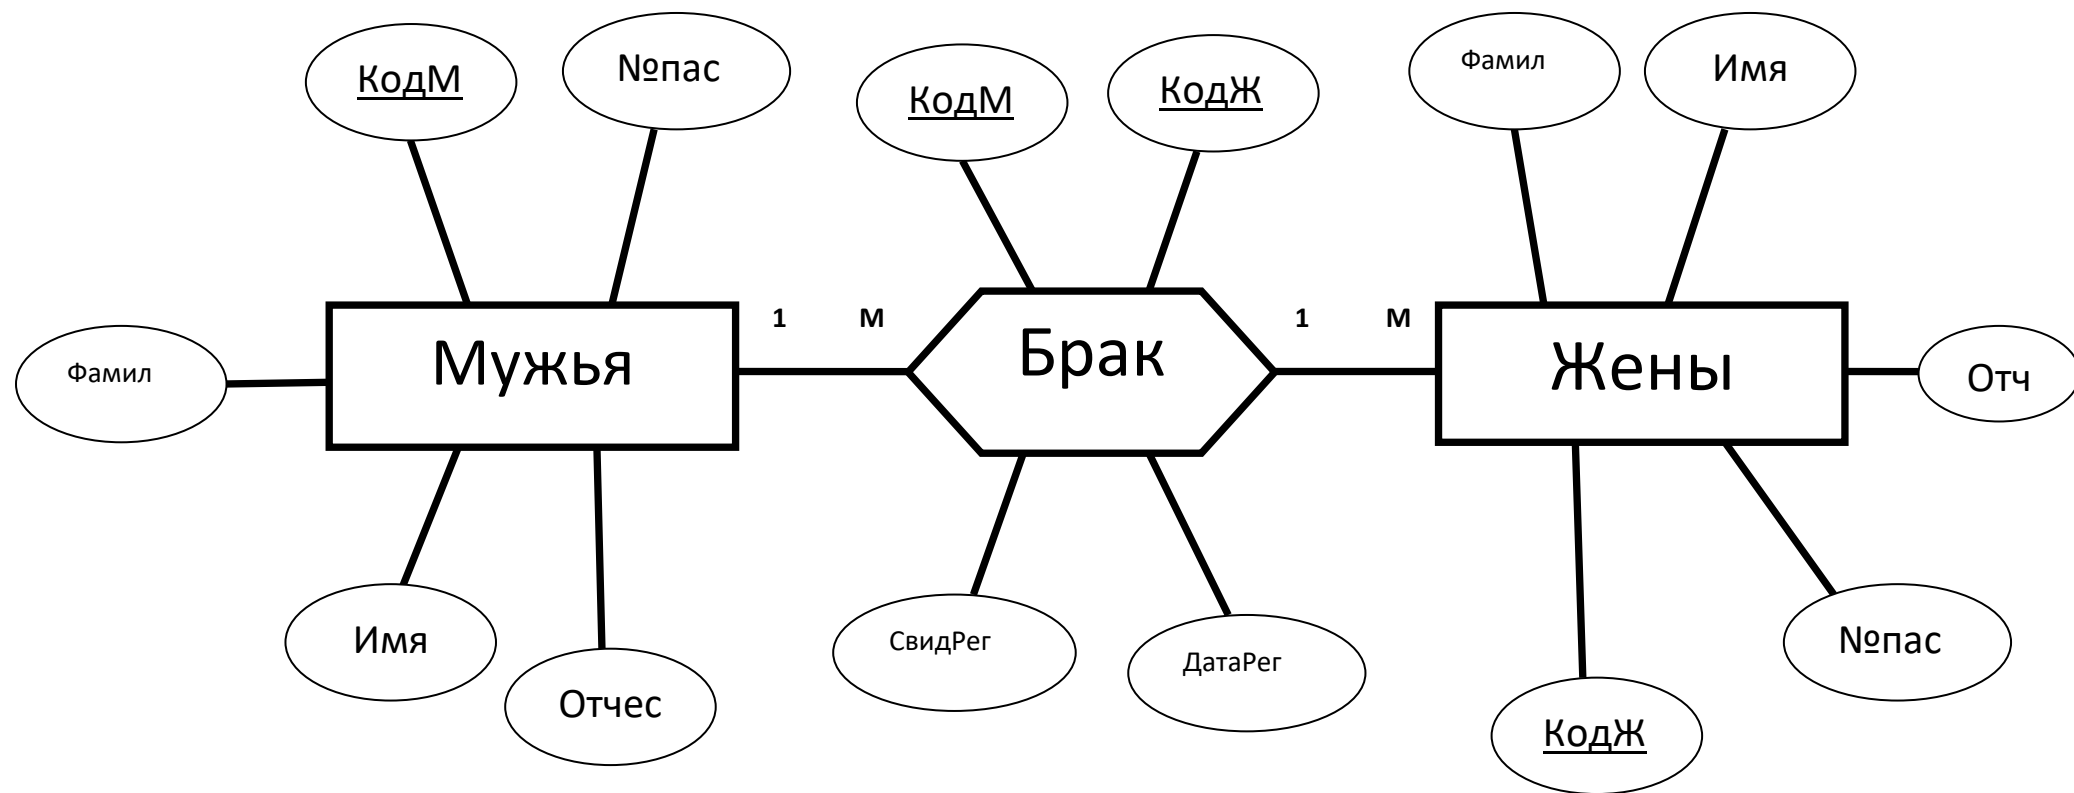 КодМ
№пас
КодМ
КодЖ
Фамил
Имя
Фамил
Мужья
1 М
Брак
1 М
Жены
Отч
Имя
Отчес
СвидРег
ДатаРег
КодЖ
№пас